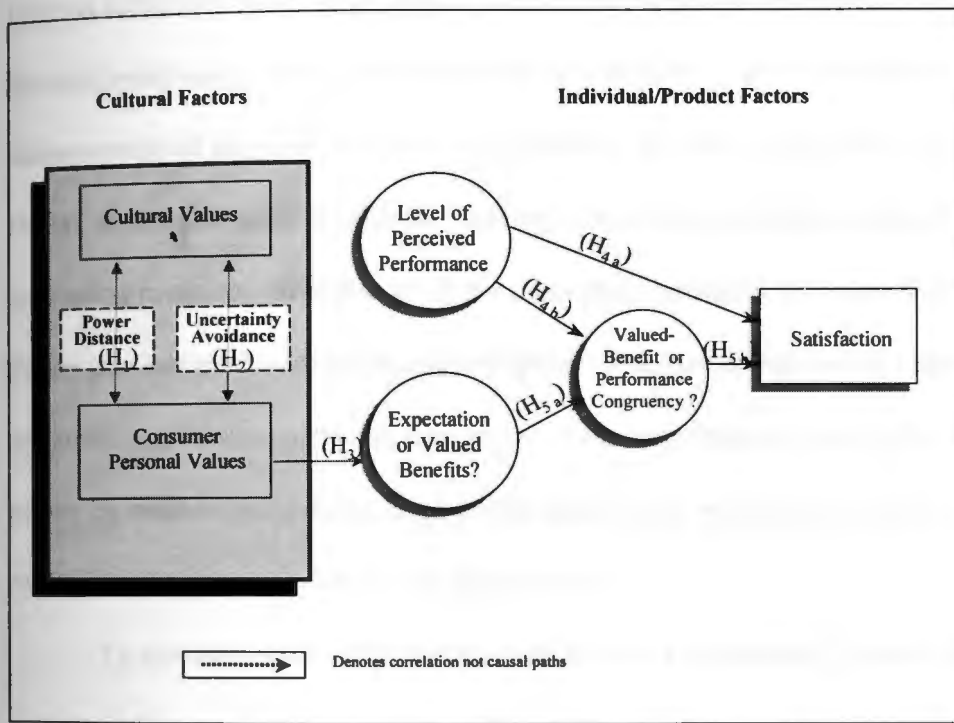 Cultural Factors
Individual/Product Factors
Cultural Values
Power
Distance
(H₁)
Uncertainty
Avoidance
(H₂)
Consumer
Personal Values
(H₃)
Level of
Perceived
Performance
(H₄ₐ)
(H₄ b)
Expectation
or Valued
Benefits?
(H₅ₐ)
Valued-
Benefit or
Performance
Congruency ?
(H₅ b)
Satisfaction
Denotes correlation not causal paths